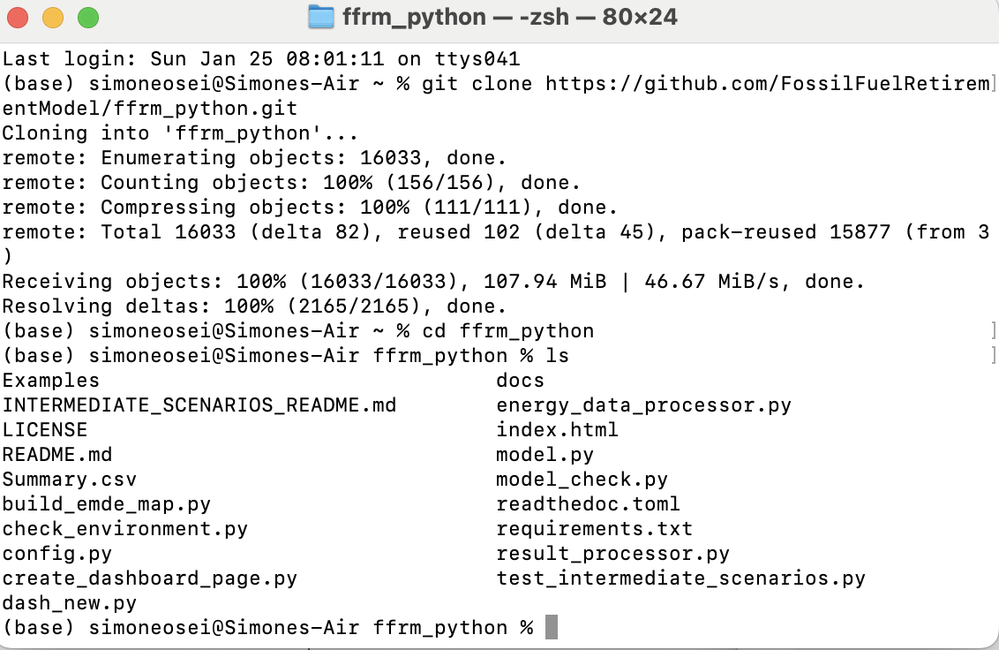 ffrm_python — -zsh — 80×24
Last login: Sun Jan 25 08:01:11 on ttys041
(base) simoneosei@Simones-Air ~ % git clone https://github.com/FossilFuelRetirem]
entModel/ffrm_python.git
Cloning into 'ffrm_python'...
remote: Enumerating objects: 16033, done.
remote: Counting objects: 100% (156/156), done.
remote: Compressing objects: 100% (111/111), done.
remote: Total 16033 (delta 82), reused 102 (delta 45), pack-reused 15877 (from 3
)
Receiving objects: 100% (16033/16033), 107.94 MiB | 46.67 MiB/s, done.
Resolving deltas: 100% (2165/2165), done.
(base) simoneosei@Simones-Air ~ % cd ffrm_python ]
(base) simoneosei@Simones-Air ffrm_python % ls ]
Examples docs
INTERMEDIATE_SCENARIOS_README.md energy_data_processor.py
LICENSE index.html
README.md model.py
Summary.csv model_check.py
build_emde_map.py readthedoc.toml
check_environment.py requirements.txt
config.py result_processor.py
create_dashboard_page.py test_intermediate_scenarios.py
dash_new.py
(base) simoneosei@Simones-Air ffrm_python %